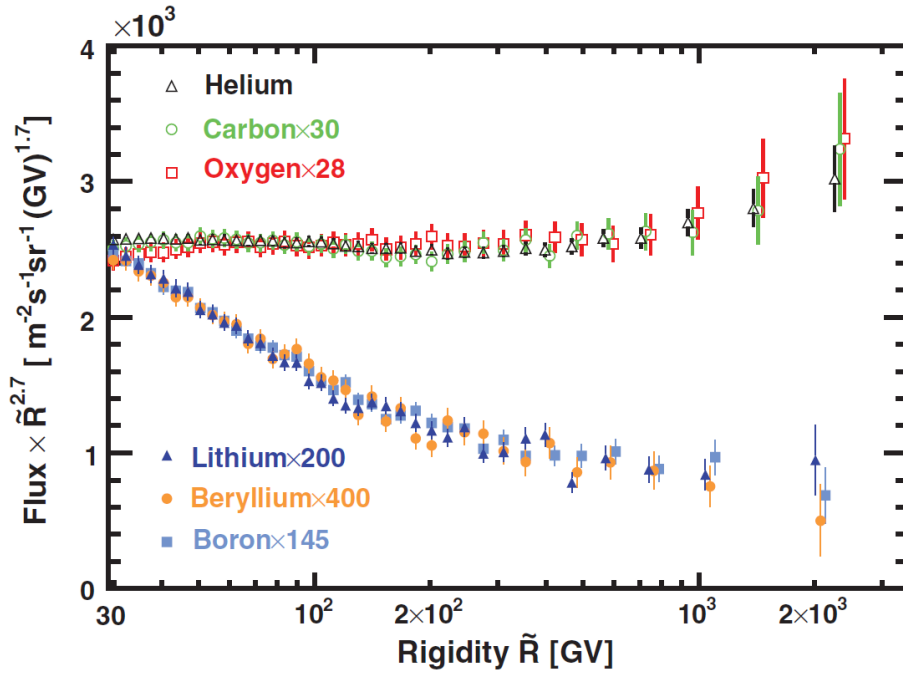 ×10³
4
3
2
1
0
Flux × R̃^2.7 [ m⁻²s⁻¹sr⁻¹(GV)^1.7 ]
Helium
Carbon×30
Oxygen×28
Lithium×200
Beryllium×400
Boron×145
30 10² 2×10² 10³ 2×10³
Rigidity R̃ [GV]